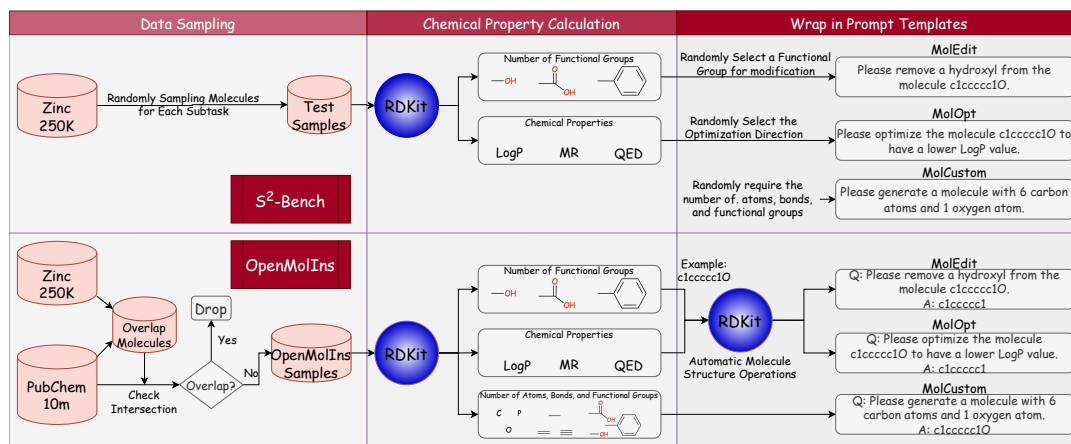 Data Sampling
Chemical Property Calculation
Wrap in Prompt Templates
Zinc
250K
Randomly Sampling Molecules
for Each Subtask
Test
Samples
RDKit
Number of Functional Groups
OH
O
OH
Chemical Properties
LogP MR QED
Randomly Select a Functional
Group for modification
MolEdit
Please remove a hydroxyl from the
molecule c1ccccc1O.
Randomly Select the
Optimization Direction
MolOpt
Please optimize the molecule c1ccccc1O to
have a lower LogP value.
Randomly require the
number of. atoms, bonds,
and functional groups
MolCustom
Please generate a molecule with 6 carbon
atoms and 1 oxygen atom.
S²-Bench
OpenMolIns
Zinc
250K
Overlap
Molecules
PubChem
10m
Check
Intersection
Drop
Yes
Overlap?
No
OpenMolIns
Samples
RDKit
Number of Functional Groups
OH
O
OH
Chemical Properties
LogP MR QED
Number of Atoms, Bonds, and Functional Groups
C P
O
O
OH
OH
Example:
c1ccccc1O
RDKit
Automatic Molecule
Structure Operations
MolEdit
Q: Please remove a hydroxyl from the
molecule c1ccccc1O.
A: c1ccccc1
MolOpt
Q: Please optimize the molecule
c1ccccc1O to have a lower LogP value.
A: c1ccccc1
MolCustom
Q: Please generate a molecule with 6
carbon atoms and 1 oxygen atom.
A: c1ccccc1O